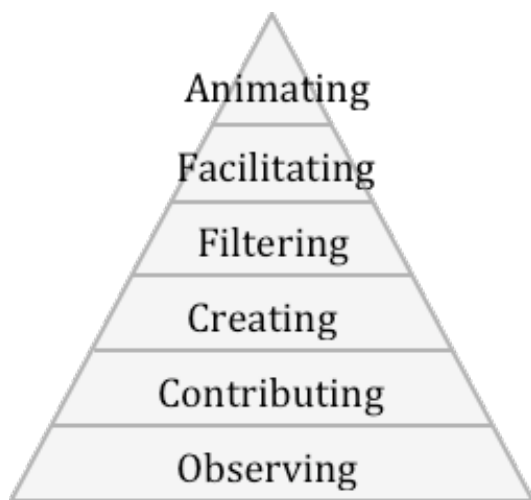 Animating
Facilitating
Filtering
Creating
Contributing
Observing